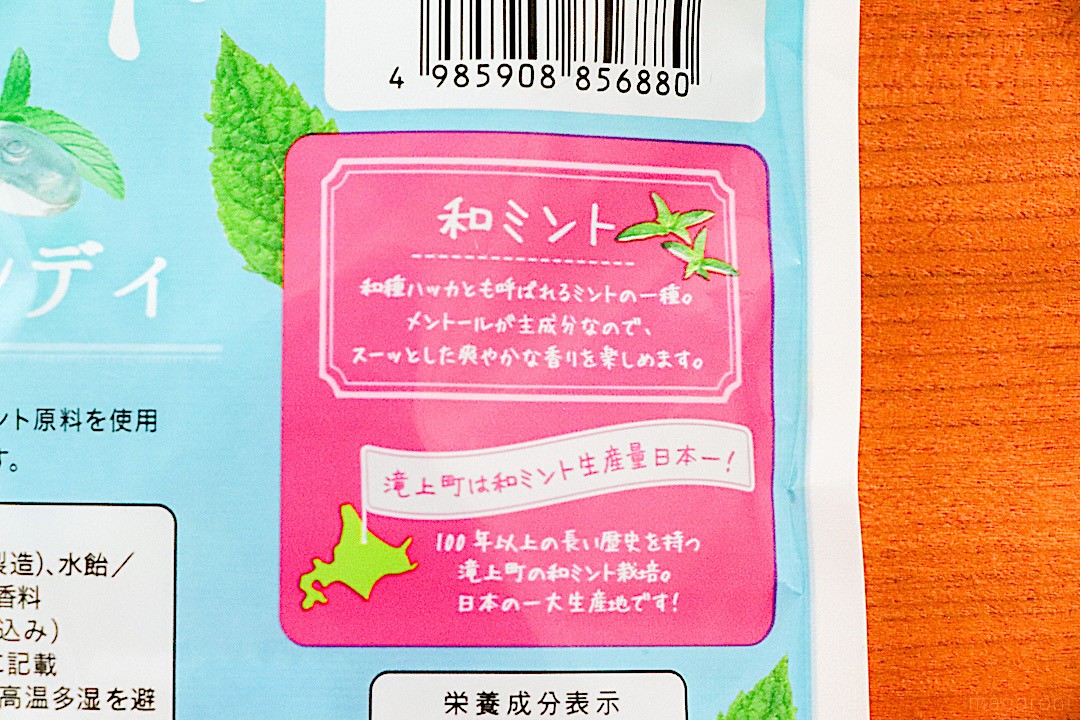 4 985908 856880
和ミント
和種ハッカとも呼ばれるミントの一種。
メントールが主成分なので、
スーッとした爽やかな香りを楽しめます。
ンディ
ント原料を使用
す。
滝上町は和ミント生産量日本一!
100年以上の長い歴史を持つ
滝上町の和ミント栽培。
日本の一大生産地です!
製造)、水飴/
香料
込み)
に記載
高温多湿を避
栄養成分表示